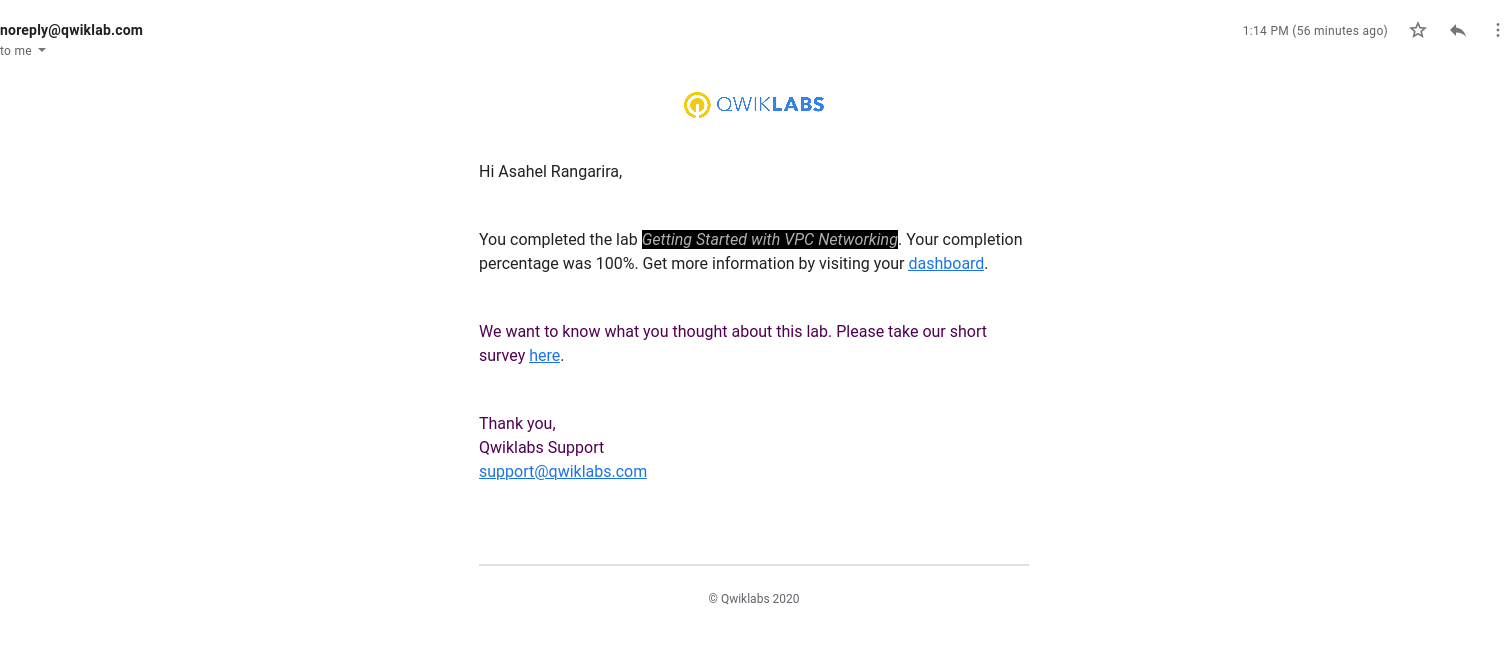 noreply@qwiklab.com
1:14 PM (56 minutes ago)
to me
QWIKLABS
Hi Asahel Rangarira,
You completed the lab Getting Started with VPC Networking. Your completion
percentage was 100%. Get more information by visiting your dashboard.
We want to know what you thought about this lab. Please take our short
survey here.
Thank you,
Qwiklabs Support
support@qwiklabs.com
© Qwiklabs 2020